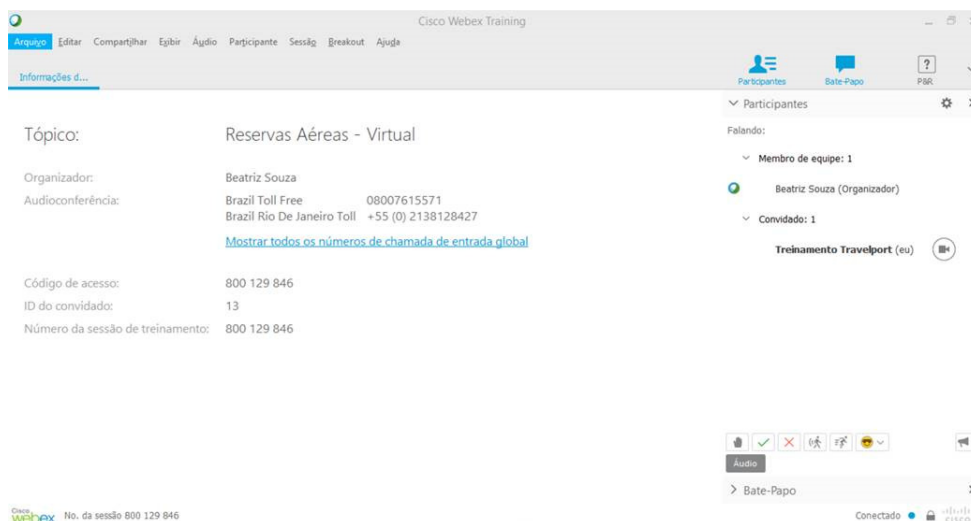 Cisco Webex Training
Arquivo Editar Compartilhar Exibir Áudio Participante Sessão Breakout Ajuda
Informações d...
Participantes
Bate-Papo
?
P&R
Tópico: Reservas Aéreas - Virtual
Organizador: Beatriz Souza
Audioconferência: Brazil Toll Free 08007615571
Brazil Rio De Janeiro Toll +55 (0) 2138128427
Mostrar todos os números de chamada de entrada global
Código de acesso: 800 129 846
ID do convidado: 13
Número da sessão de treinamento: 800 129 846
Participantes
Falando:
Membro de equipe: 1
Beatriz Souza (Organizador)
Convidado: 1
Treinamento Travelport (eu)
Áudio
Bate-Papo
Cisco
webex No. da sessão 800 129 846
Conectado
cisco